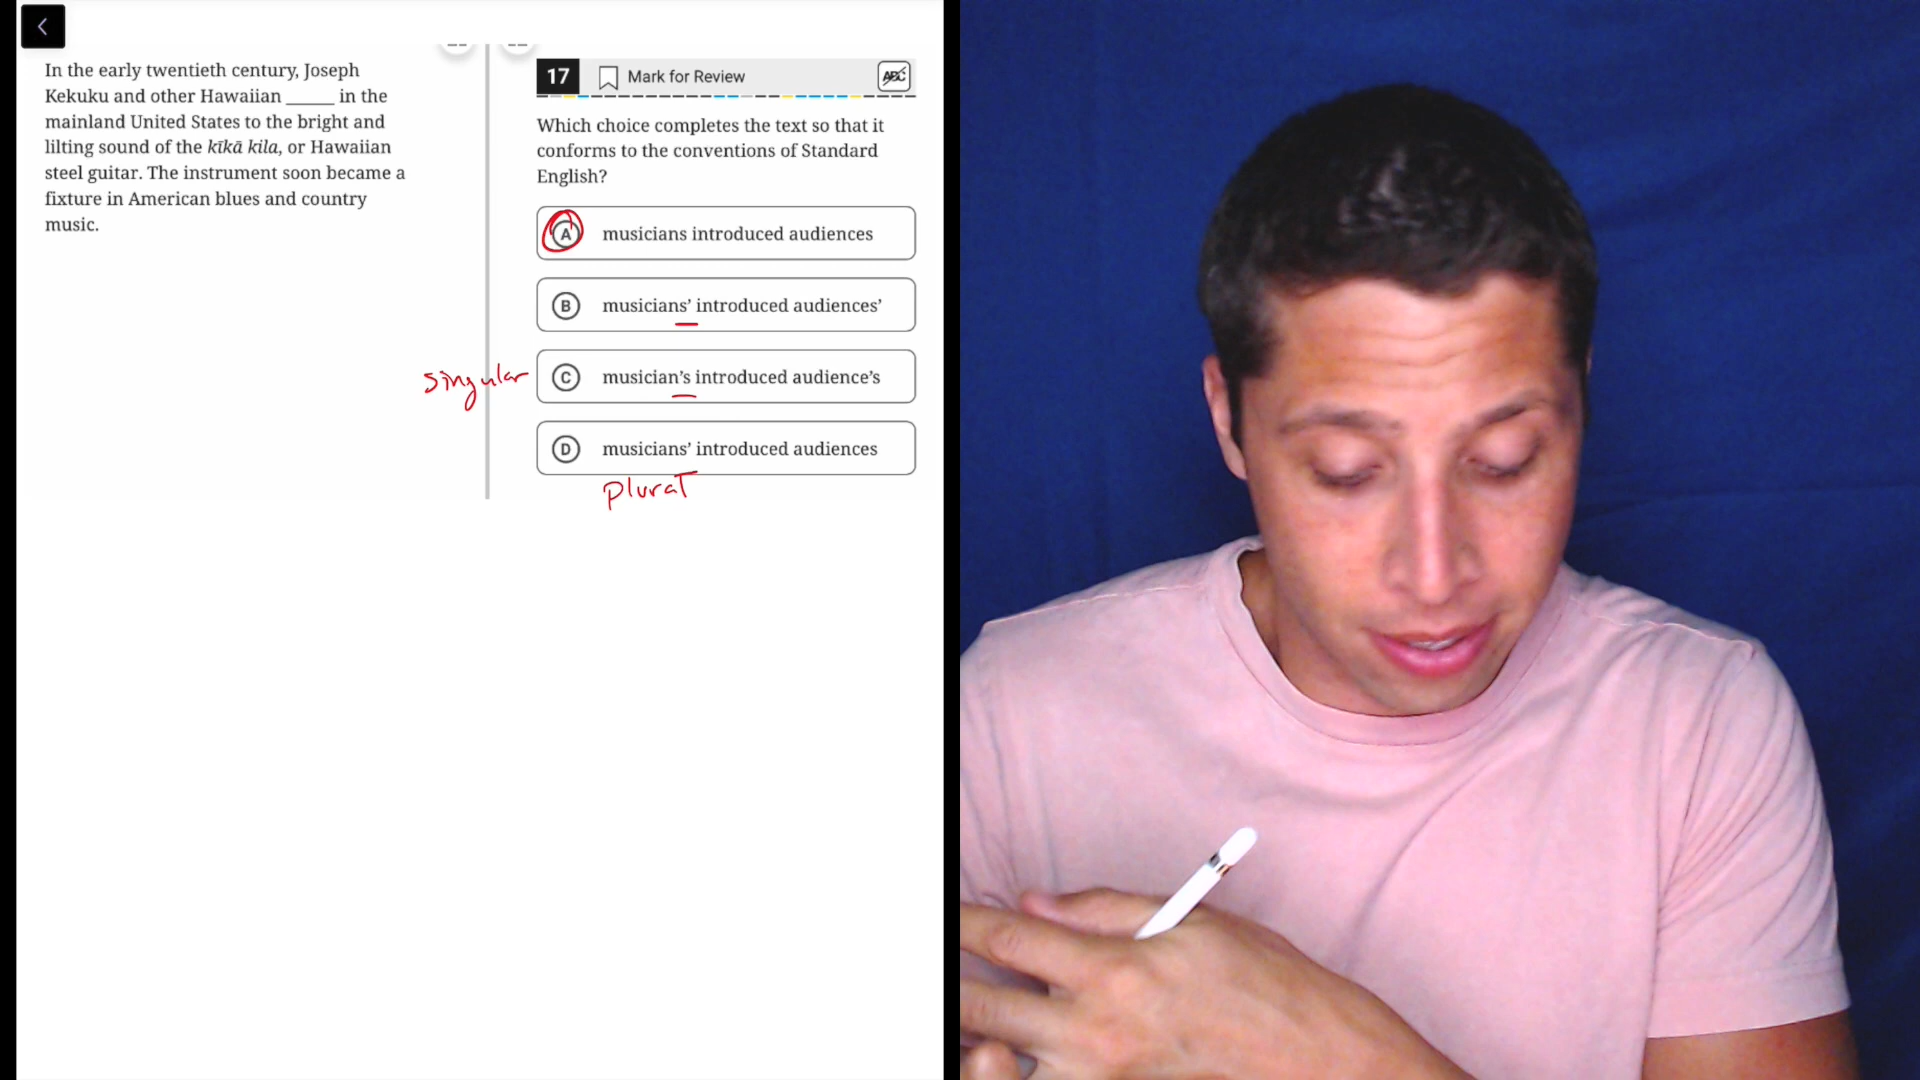 In the early twentieth century, Joseph
Kekuku and other Hawaiian _____ in the
mainland United States to the bright and
lilting sound of the kīkā kila, or Hawaiian
steel guitar. The instrument soon became a
fixture in American blues and country
music.
17 Mark for Review ABC
Which choice completes the text so that it
conforms to the conventions of Standard
English?
A musicians introduced audiences
B musicians’ introduced audiences’
singular
C musician’s introduced audience’s
D musicians’ introduced audiences
plural